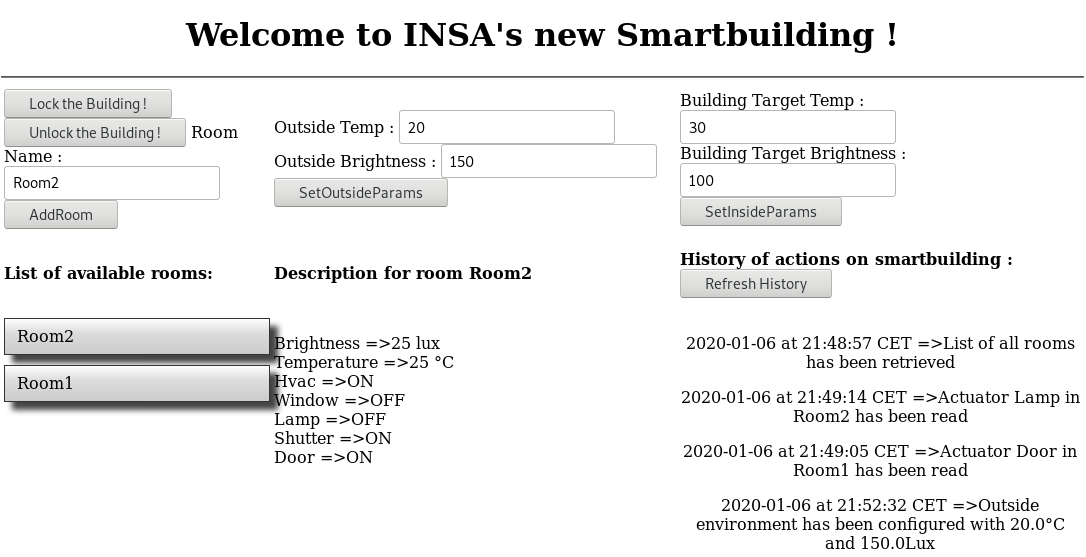 Welcome to INSA's new Smartbuilding !
Lock the Building !
Unlock the Building ! Room
Name :
Room2
AddRoom
Outside Temp : 20
Outside Brightness : 150
SetOutsideParams
Building Target Temp :
30
Building Target Brightness :
100
SetInsideParams
List of available rooms:
Room2
Room1
Description for room Room2
Brightness =>25 lux
Temperature =>25 °C
Hvac =>ON
Window =>OFF
Lamp =>OFF
Shutter =>ON
Door =>ON
History of actions on smartbuilding :
Refresh History
2020-01-06 at 21:48:57 CET =>List of all rooms
has been retrieved
2020-01-06 at 21:49:14 CET =>Actuator Lamp in
Room2 has been read
2020-01-06 at 21:49:05 CET =>Actuator Door in
Room1 has been read
2020-01-06 at 21:52:32 CET =>Outside
environment has been configured with 20.0°C
and 150.0Lux